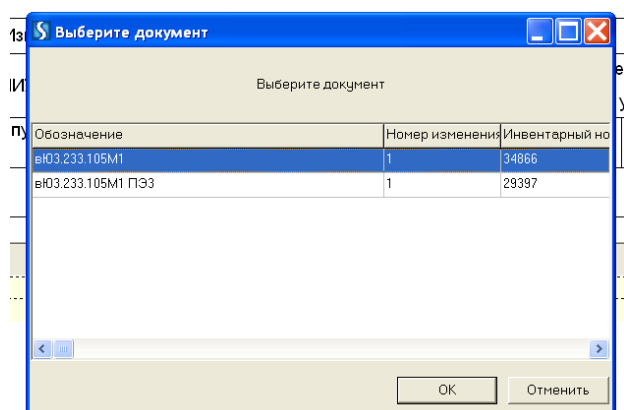 Выберите документ
Выберите документ
Обозначение Номер изменения Инвентарный но
вЮ3.233.105М1 1 34866
вЮ3.233.105М1 ПЭ3 1 29397
ОК Отменить